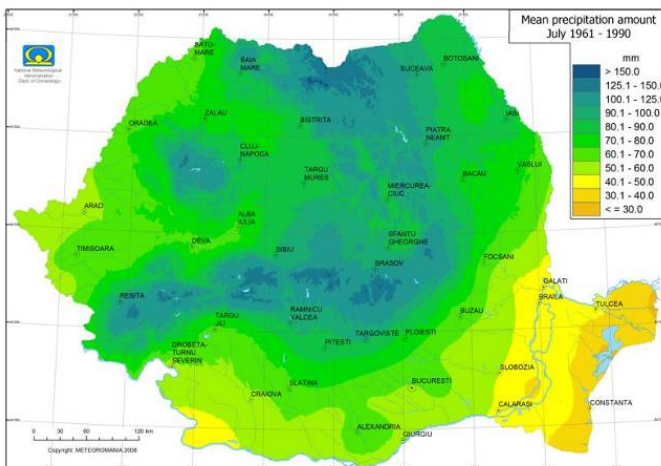 Mean precipitation amount
July 1961 - 1990
mm
> 150.0
125.1 - 150.0
100.1 - 125.0
90.1 - 100.0
80.1 - 90.0
70.1 - 80.0
60.1 - 70.0
50.1 - 60.0
40.1 - 50.0
30.1 - 40.0
<= 30.0
National Meteorological
Administration
Dept. of Climatology
SATU-
MARE
BAIA
MARE
SUCEAVA
BOTOSANI
ORADEA
ZALAU
BISTRITA
IASI
CLUJ-
NAPOCA
PIATRA
NEAMT
TARGU
MURES
MIERCUREA-
CIUC
BACAU
VASLUI
ARAD
ALBA
IULIA
TIMISOARA
DEVA
SIBIU
SFANTU
GHEORGHE
BRASOV
FOCSANI
RESITA
GALATI
BRAILA
TULCEA
TARGU
JIU
RAMNICU
VALCEA
BUZAU
DROBETA-
TURNU
SEVERIN
PITESTI
TARGOVISTE
PLOIESTI
SLATINA
BUCURESTI
SLOBOZIA
CRAIOVA
CALARASI
CONSTANTA
ALEXANDRIA
GIURGIU
0 30 60 120 km
Copyright: METEOROMANIA 2008